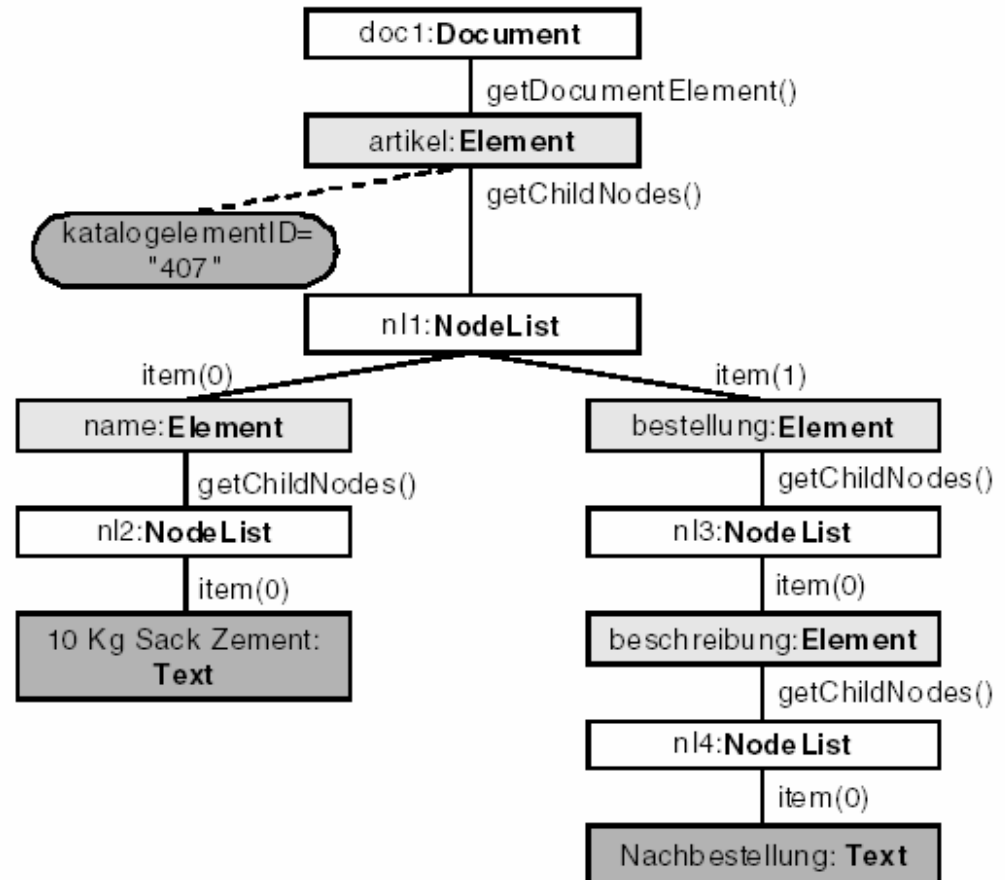 doc1:Document
getDocumentElement()
artikel:Element
getChildNodes()
katalogelementID=
"407"
nl1:NodeList
item(0)
item(1)
name:Element
bestellung:Element
getChildNodes()
getChildNodes()
nl2:NodeList
nl3:NodeList
item(0)
item(0)
10 Kg Sack Zement:
Text
beschreibung:Element
getChildNodes()
nl4:NodeList
item(0)
Nachbestellung: Text